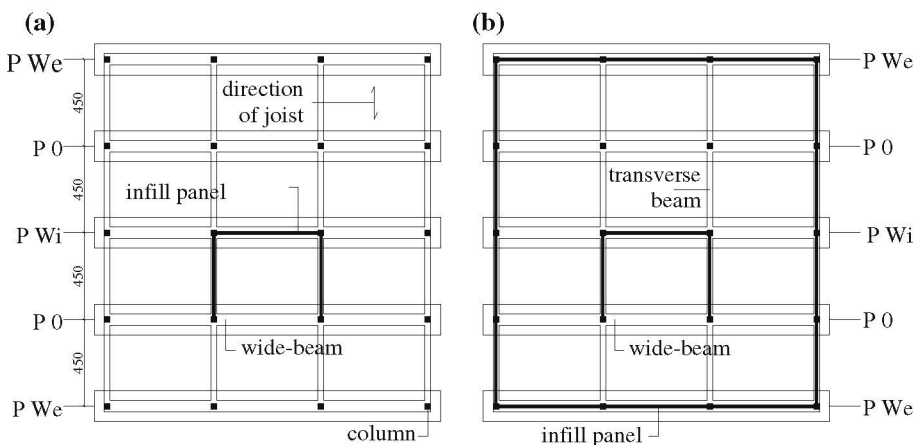 (a)
P We
450
P 0
450
P Wi
450
P 0
450
P We
direction
of joist
infill panel
wide-beam
column
(b)
P We
P 0
P Wi
P 0
P We
transverse
beam
wide-beam
infill panel